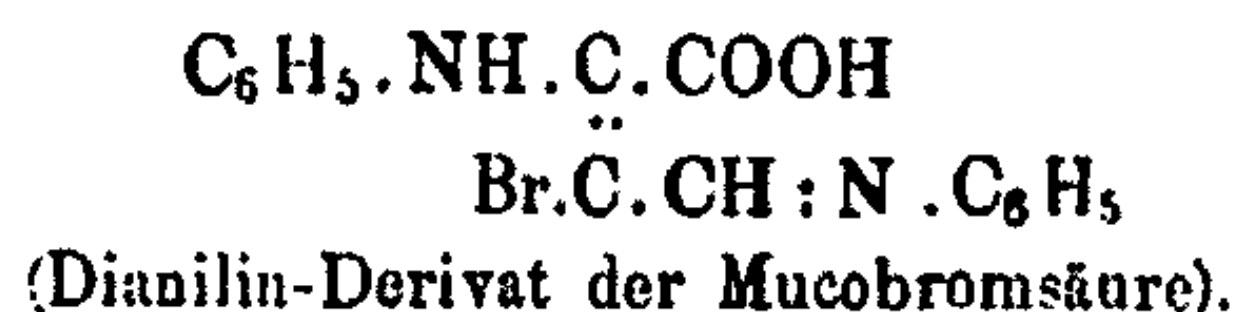 C₆H₅.NH.C.COOH
..
Br.C.CH:N.C₆H₅
(Dianilin-Derivat der Mucobromsäure).